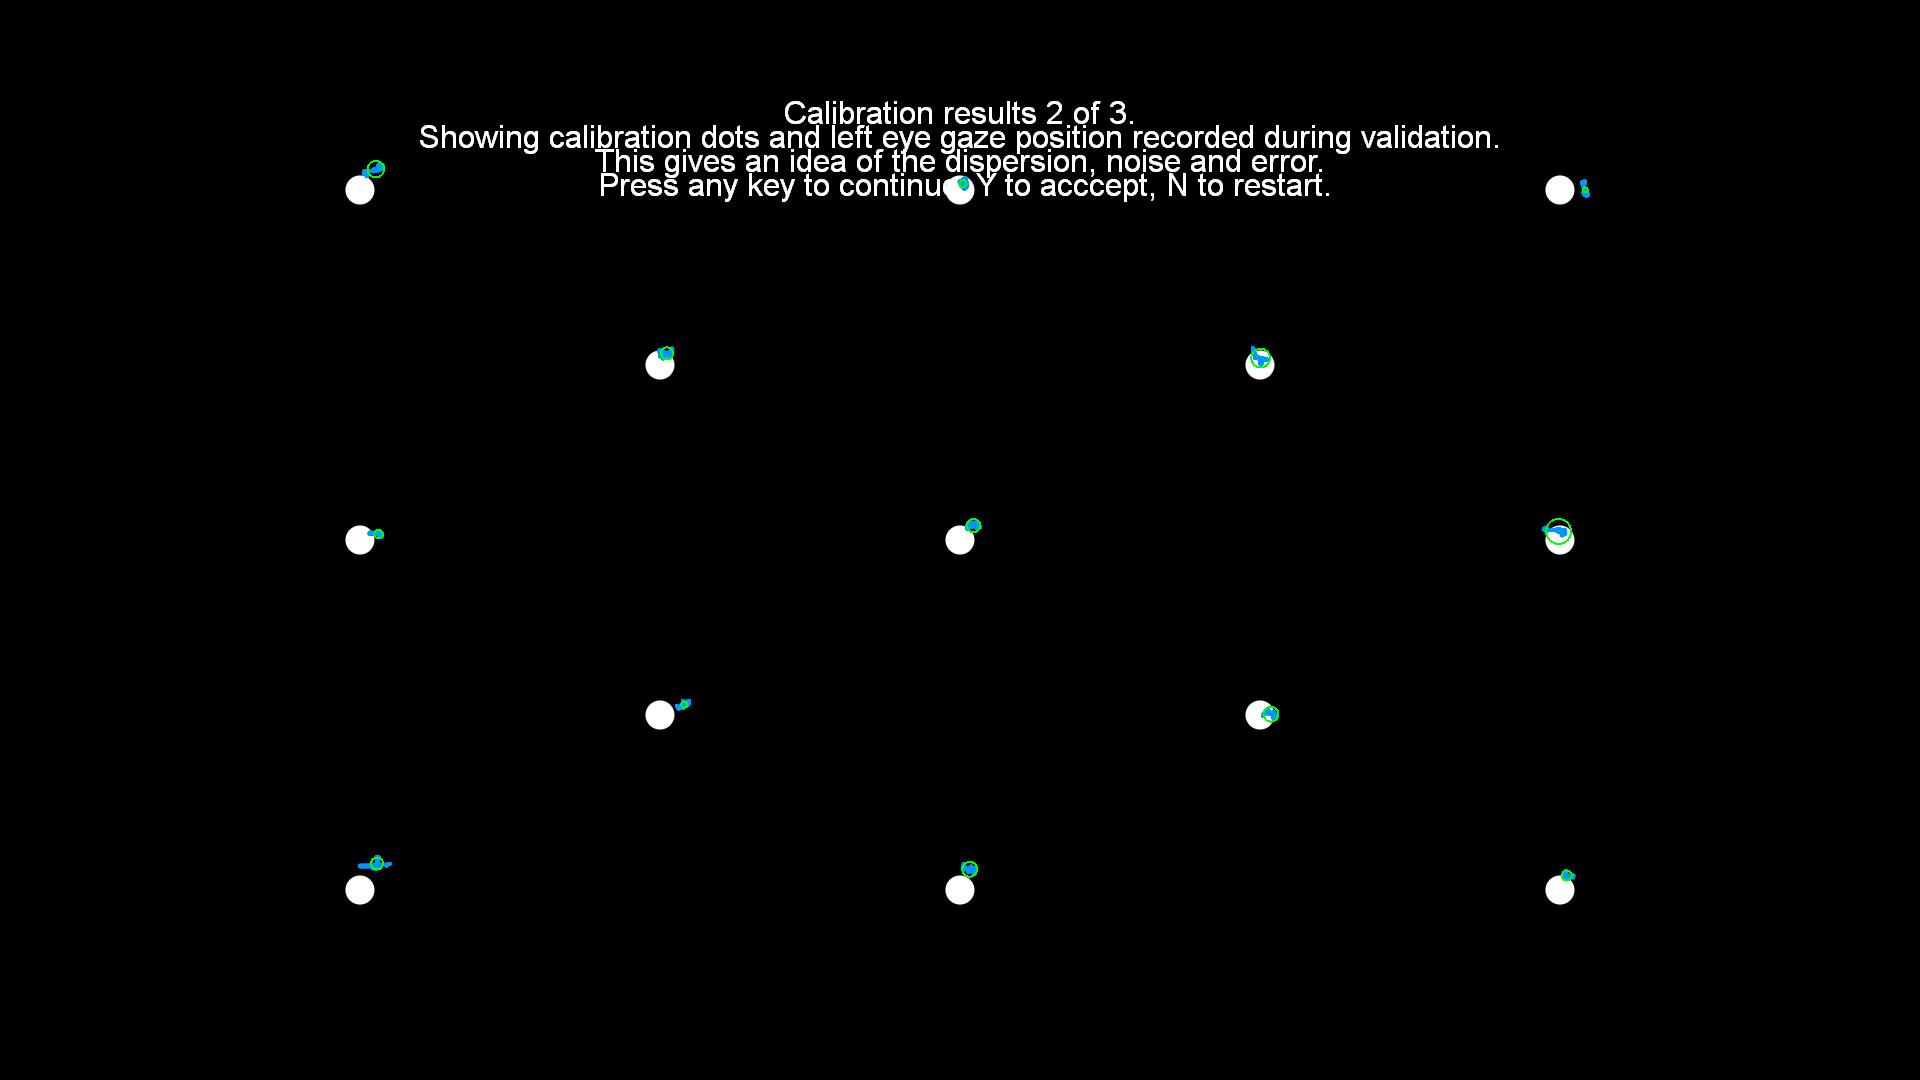 Calibration results 2 of 3.
Showing calibration dots and left eye gaze position recorded during validation.
This gives an idea of the dispersion, noise and error.
Press any key to continue, Y to acccept, N to restart.